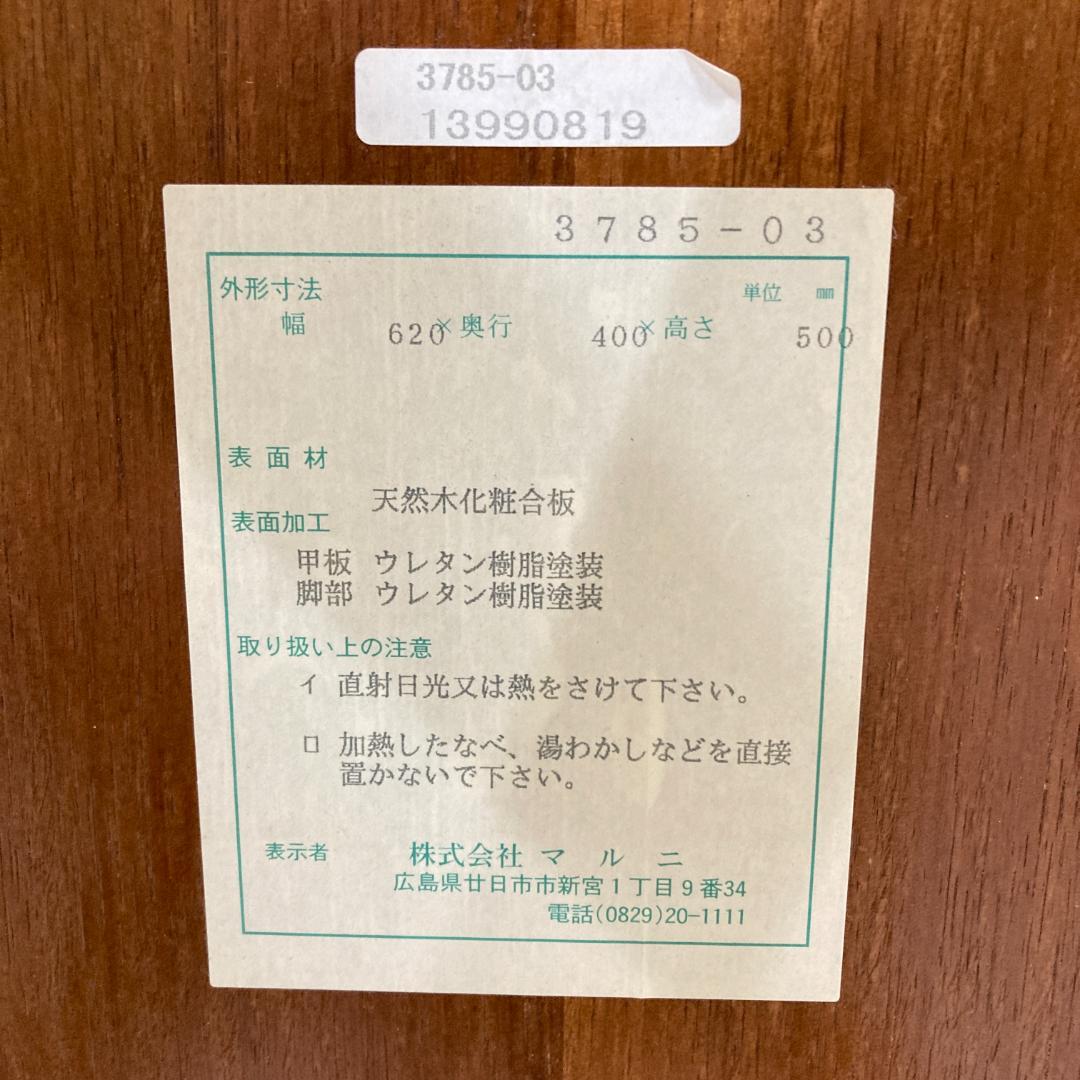 3785-03
13990819
3785-03
外形寸法 単位 mm
幅 620×奥行 400×高さ 500
表面材
天然木化粧合板
表面加工
甲板 ウレタン樹脂塗装
脚部 ウレタン樹脂塗装
取り扱い上の注意
イ 直射日光又は熱をさけて下さい。
ロ 加熱したなべ、湯わかしなどを直接
置かないで下さい。
表示者 株式会社 マルニ
広島県廿日市市新宮1丁目9番34
電話(0829)20-1111